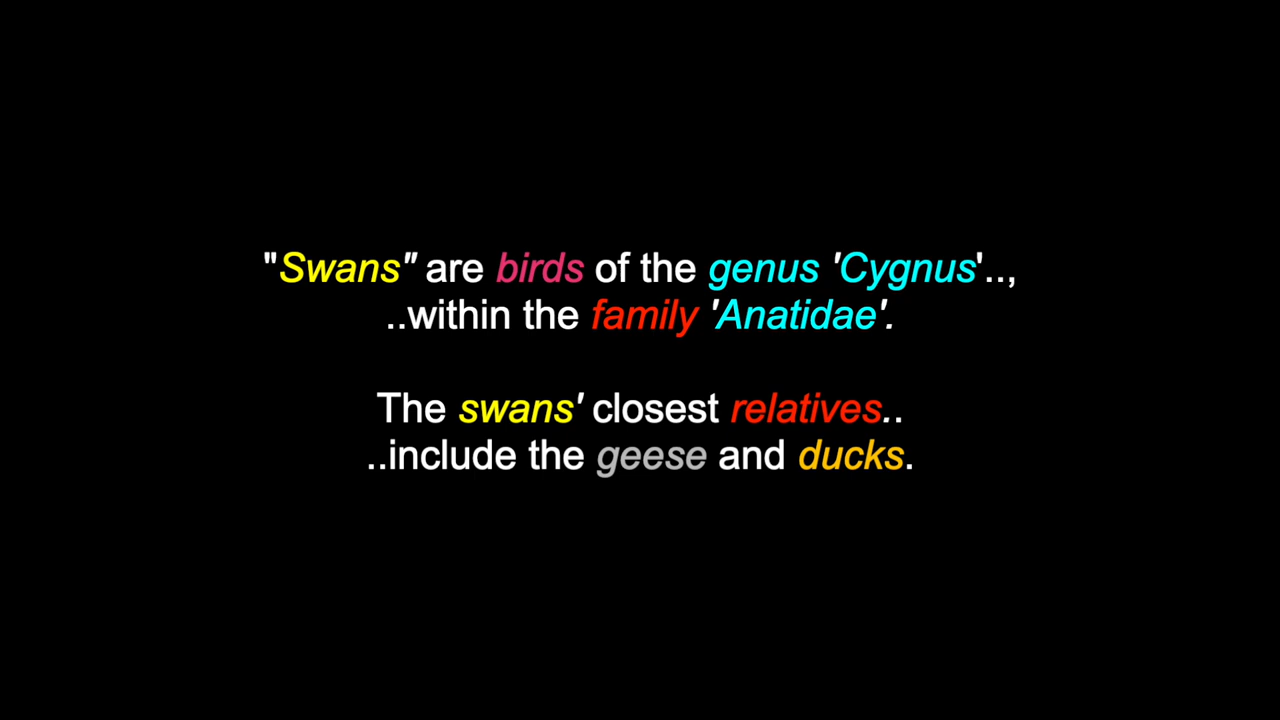 "Swans" are birds of the genus 'Cygnus'..,
..within the family 'Anatidae'.
The swans' closest relatives..
..include the geese and ducks.